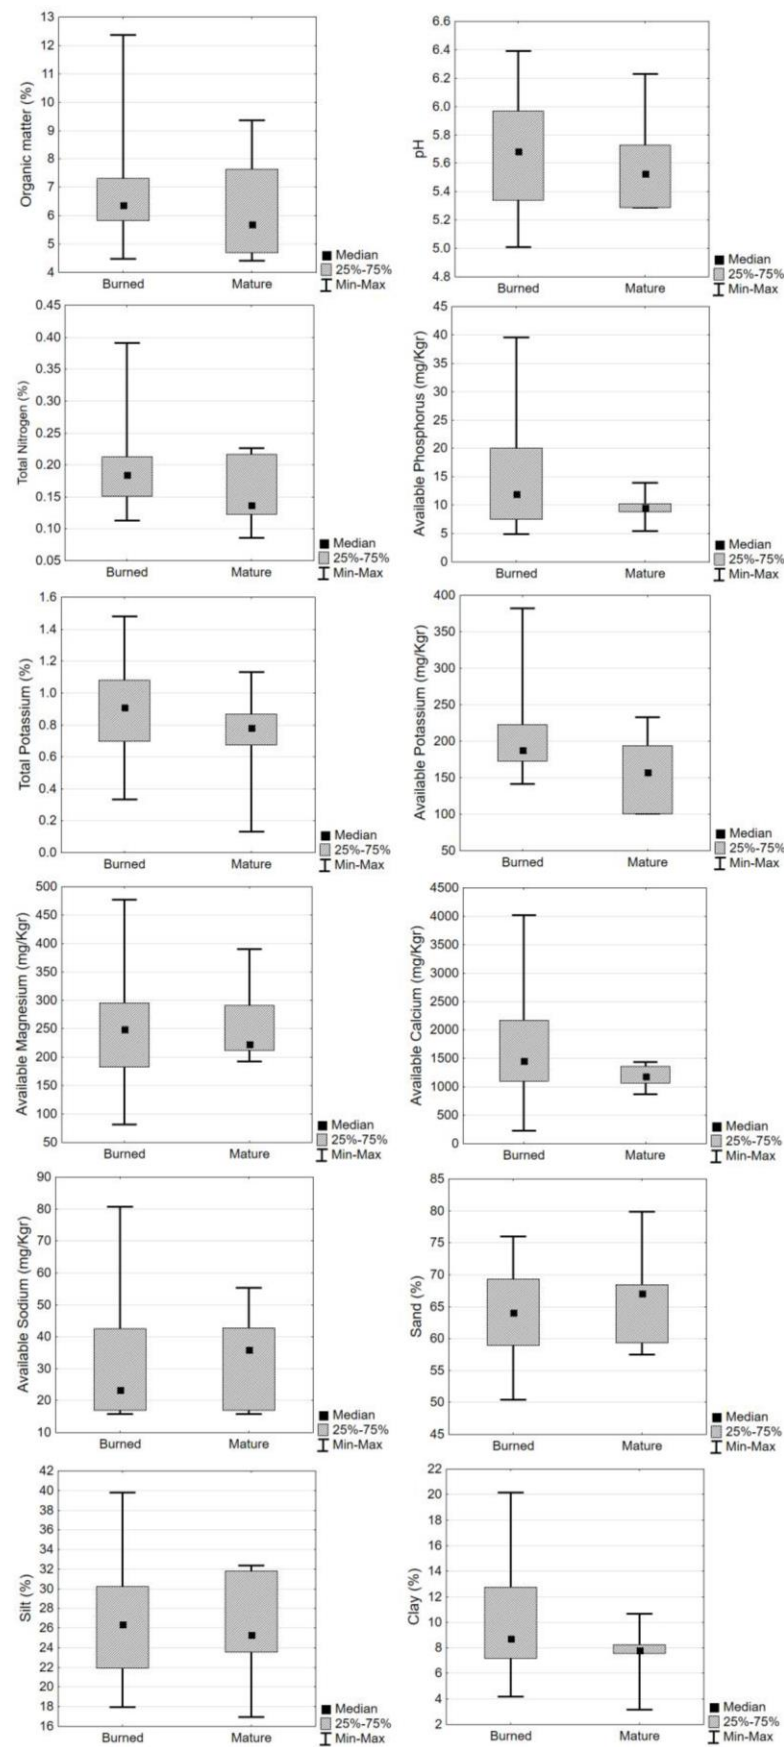 Organic matter (%)
13
12
11
10
9
8
7
6
5
4
Burned
Mature
Median
25%-75%
Min-Max
pH
6.6
6.4
6.2
6.0
5.8
5.6
5.4
5.2
5.0
4.8
Burned
Mature
Median
25%-75%
Min-Max
Total Nitrogen (%)
0.45
0.40
0.35
0.30
0.25
0.20
0.15
0.10
0.05
Burned
Mature
Median
25%-75%
Min-Max
Available Phosphorus (mg/Kgr)
45
40
35
30
25
20
15
10
5
0
Burned
Mature
Median
25%-75%
Min-Max
Total Potassium (%)
1.6
1.4
1.2
1.0
0.8
0.6
0.4
0.2
0.0
Burned
Mature
Median
25%-75%
Min-Max
Available Potassium (mg/Kgr)
400
350
300
250
200
150
100
50
Burned
Mature
Median
25%-75%
Min-Max
Available Magnesium (mg/Kgr)
500
450
400
350
300
250
200
150
100
50
Burned
Mature
Median
25%-75%
Min-Max
Available Calcium (mg/Kgr)
4500
4000
3500
3000
2500
2000
1500
1000
500
0
Burned
Mature
Median
25%-75%
Min-Max
Available Sodium (mg/Kgr)
90
80
70
60
50
40
30
20
10
Burned
Mature
Median
25%-75%
Min-Max
Sand (%)
85
80
75
70
65
60
55
50
45
Burned
Mature
Median
25%-75%
Min-Max
Silt (%)
42
40
38
36
34
32
30
28
26
24
22
20
18
16
Burned
Mature
Median
25%-75%
Min-Max
Clay (%)
22
20
18
16
14
12
10
8
6
4
2
Burned
Mature
Median
25%-75%
Min-Max